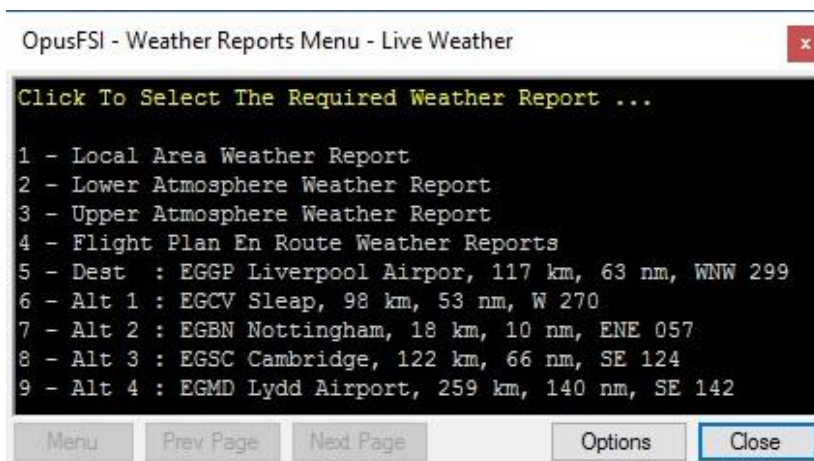 OpusFSI - Weather Reports Menu - Live Weather
x
Click To Select The Required Weather Report ...
1 - Local Area Weather Report
2 - Lower Atmosphere Weather Report
3 - Upper Atmosphere Weather Report
4 - Flight Plan En Route Weather Reports
5 - Dest : EGGP Liverpool Airpor, 117 km, 63 nm, WNW 299
6 - Alt 1 : EGCV Sleap, 98 km, 53 nm, W 270
7 - Alt 2 : EGBN Nottingham, 18 km, 10 nm, ENE 057
8 - Alt 3 : EGSC Cambridge, 122 km, 66 nm, SE 124
9 - Alt 4 : EGMD Lydd Airport, 259 km, 140 nm, SE 142
Menu Prev Page Next Page Options Close